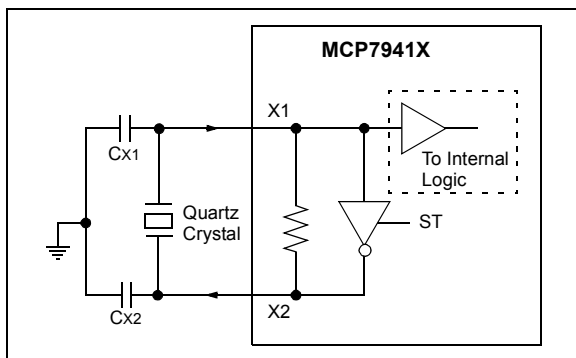 MCP7941X
X1
CX1
To Internal
Logic
Quartz
Crystal
ST
X2
CX2